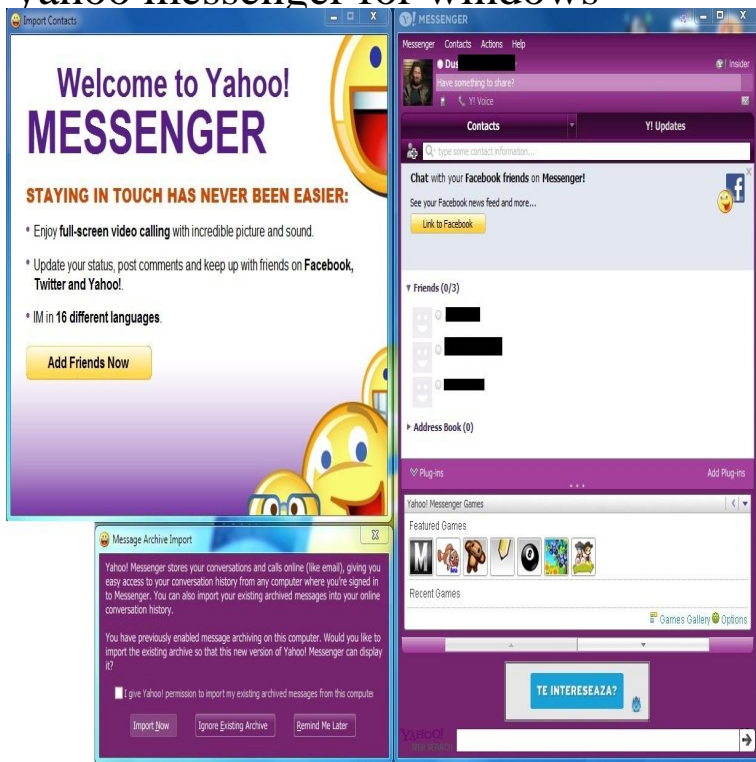 yahoo messenger for windows
Import Contacts
Welcome to Yahoo!
MESSENGER
STAYING IN TOUCH HAS NEVER BEEN EASIER:
• Enjoy full-screen video calling with incredible picture and sound.
• Update your status, post comments and keep up with friends on Facebook,
Twitter and Yahoo!.
• IM in 16 different languages.
Add Friends Now
Message Archive Import
Yahoo! Messenger stores your conversations and calls online (like email), giving you
easy access to your conversation history from any computer where you're signed in
to Messenger. You can also import your existing archived messages into your online
conversation history.
You have previously enabled message archiving on this computer. Would you like to
import the existing archive so that this new version of Yahoo! Messenger can display
it?
I give Yahoo! permission to import my existing archived messages from this computer
Import Now
Ignore Existing Archive
Remind Me Later
Y! MESSENGER
Messenger Contacts Actions Help
Dus
Y! Insider
Have something to share?
Y! Voice
Contacts
Y! Updates
type some contact information...
Chat with your Facebook friends on Messenger!
See your Facebook news feed and more...
Link to Facebook
Friends (0/3)
Address Book (0)
Plug-ins
Add Plug-ins
Yahoo! Messenger Games
Featured Games
Recent Games
Games Gallery Options
TE INTERESEAZA?
YAHOO!
WEB SEARCH